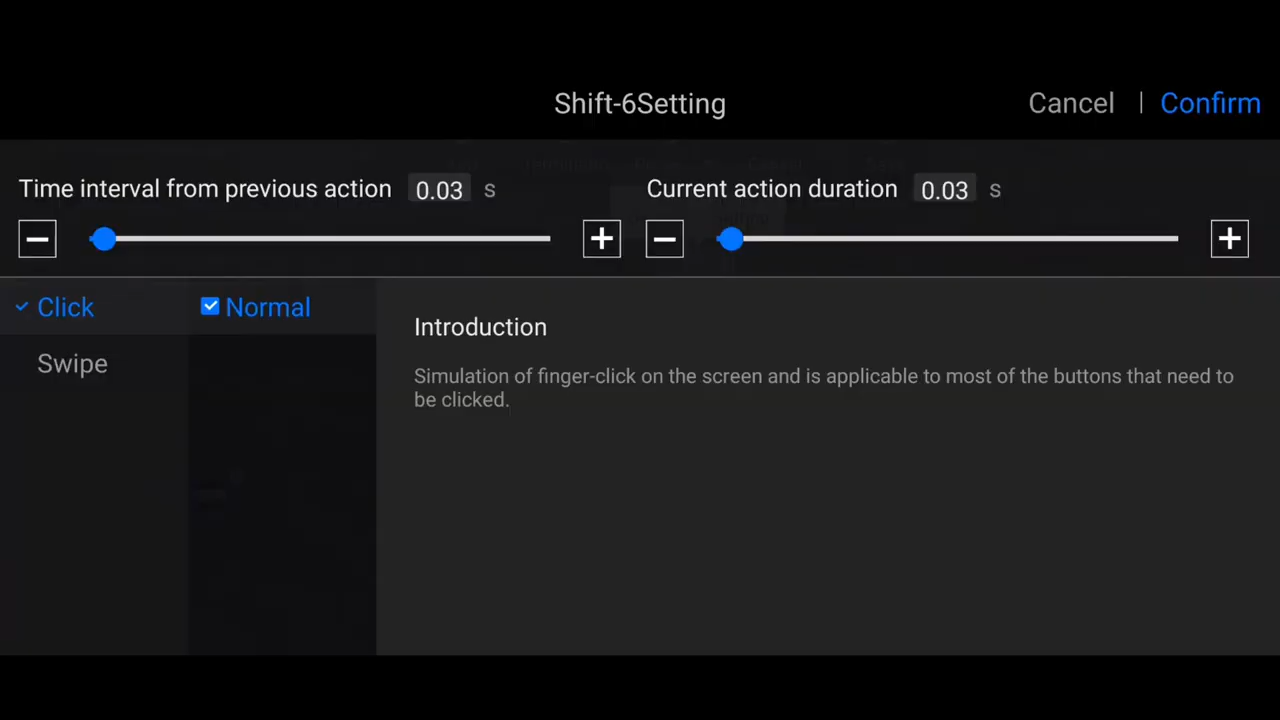 Shift-6Setting
Cancel | Confirm
Time interval from previous action 0.03 s
Current action duration 0.03 s
Click
Normal
Swipe
Introduction
Simulation of finger-click on the screen and is applicable to most of the buttons that need to
be clicked.